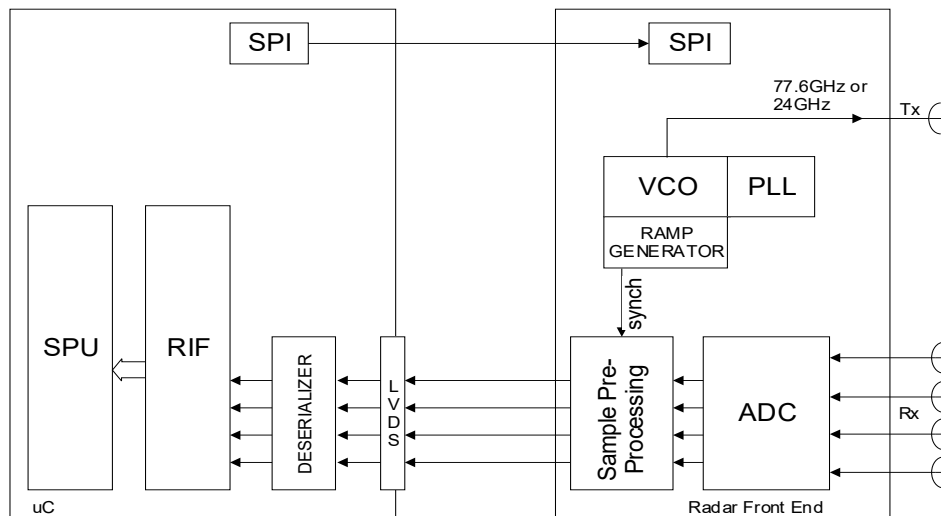 SPI
SPI
77.6GHz or
24GHz
Tx
VCO
PLL
RAMP
GENERATOR
synch
SPU
RIF
DESERIALIZER
LVDS
Sample Pre-
Processing
ADC
Rx
uC
Radar Front End